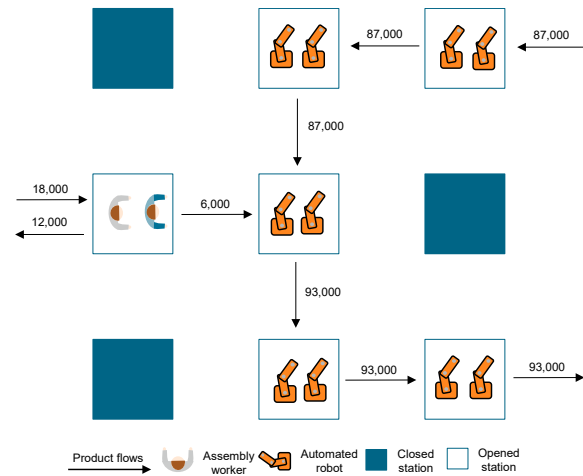 87,000
87,000
87,000
18,000
6,000
12,000
93,000
93,000
93,000
Product flows
Assembly
worker
Automated
robot
Closed
station
Opened
station